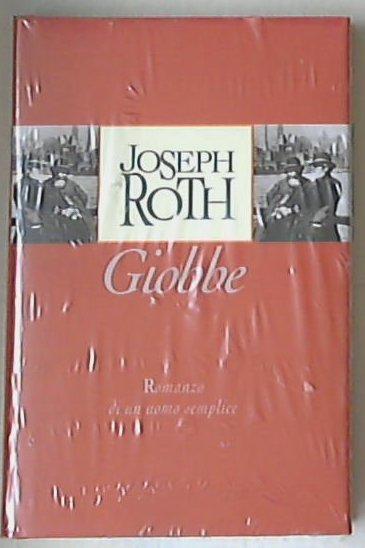 JOSEPH
ROTH
Giobbe
Romanzo
di un uomo semplice